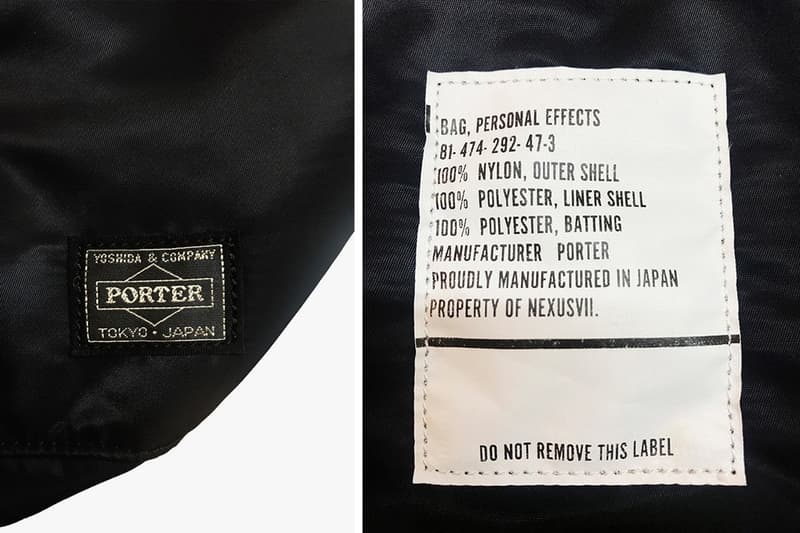 YOSHIDA & COMPANY
PORTER
TOKYO · JAPAN
BAG, PERSONAL EFFECTS
81-474-292-47-3
100% NYLON, OUTER SHELL
100% POLYESTER, LINER SHELL
100% POLYESTER, BATTING
MANUFACTURER PORTER
PROUDLY MANUFACTURED IN JAPAN
PROPERTY OF NEXUSVII.
DO NOT REMOVE THIS LABEL